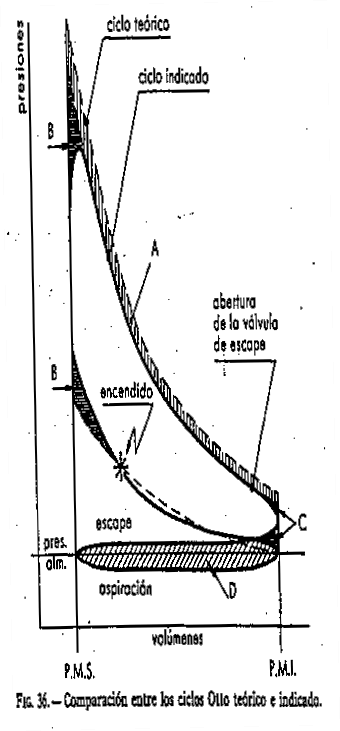 presiones
ciclo teórico
ciclo indicado
B
A
abertura
de la válvula
de escape
B
encendido
C
escape
pres.
atm.
aspiración
D
volúmenes
P.M.S.
P.M.I.
FIG. 36.—Comparación entre los ciclos Otto teórico e indicado.